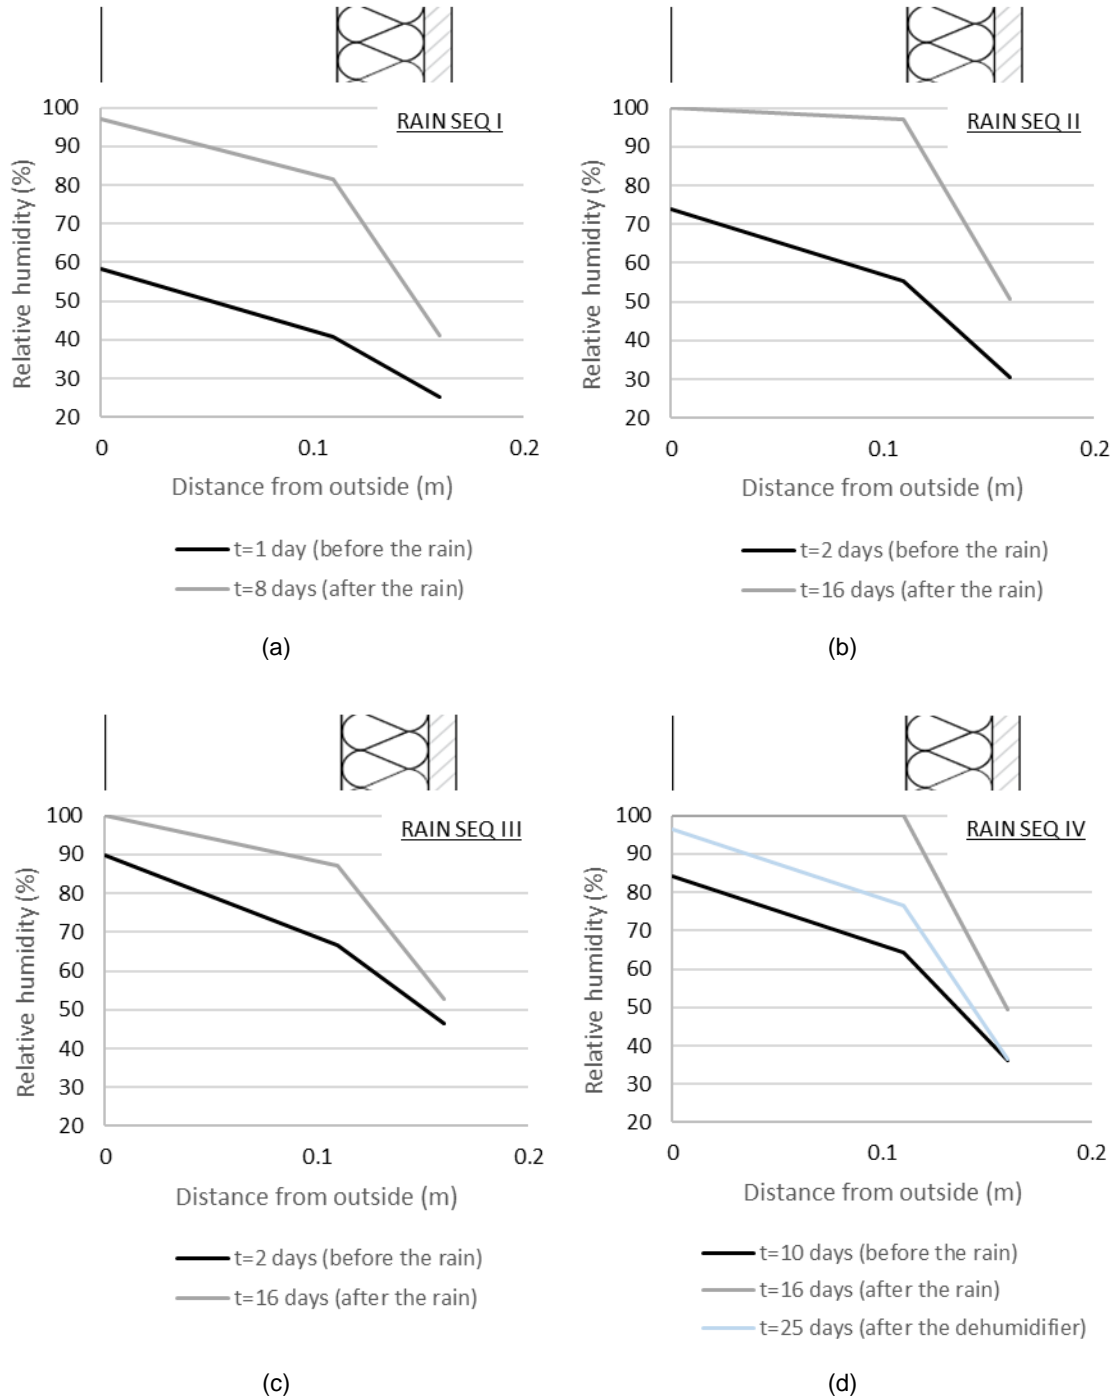 RAIN SEQ I
Relative humidity (%)
100
90
80
70
60
50
40
30
20
0
0.1
0.2
Distance from outside (m)
t=1 day (before the rain)
t=8 days (after the rain)
(a)
RAIN SEQ II
Relative humidity (%)
100
90
80
70
60
50
40
30
20
0
0.1
0.2
Distance from outside (m)
t=2 days (before the rain)
t=16 days (after the rain)
(b)
RAIN SEQ III
Relative humidity (%)
100
90
80
70
60
50
40
30
20
0
0.1
0.2
Distance from outside (m)
t=2 days (before the rain)
t=16 days (after the rain)
(c)
RAIN SEQ IV
Relative humidity (%)
100
90
80
70
60
50
40
30
20
0
0.1
0.2
Distance from outside (m)
t=10 days (before the rain)
t=16 days (after the rain)
t=25 days (after the dehumidifier)
(d)